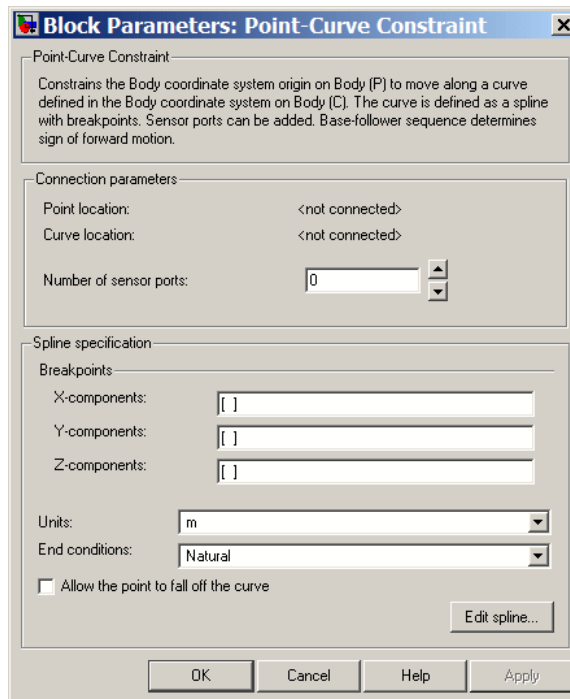 Block Parameters: Point-Curve Constraint
Point-Curve Constraint
Constrains the Body coordinate system origin on Body (P) to move along a curve
defined in the Body coordinate system on Body (C). The curve is defined as a spline
with breakpoints. Sensor ports can be added. Base-follower sequence determines
sign of forward motion.
Connection parameters
Point location: <not connected>
Curve location: <not connected>
Number of sensor ports: 0
Spline specification
Breakpoints
X-components: [ ]
Y-components: [ ]
Z-components: [ ]
Units: m
End conditions: Natural
Allow the point to fall off the curve
Edit spline...
OK Cancel Help Apply